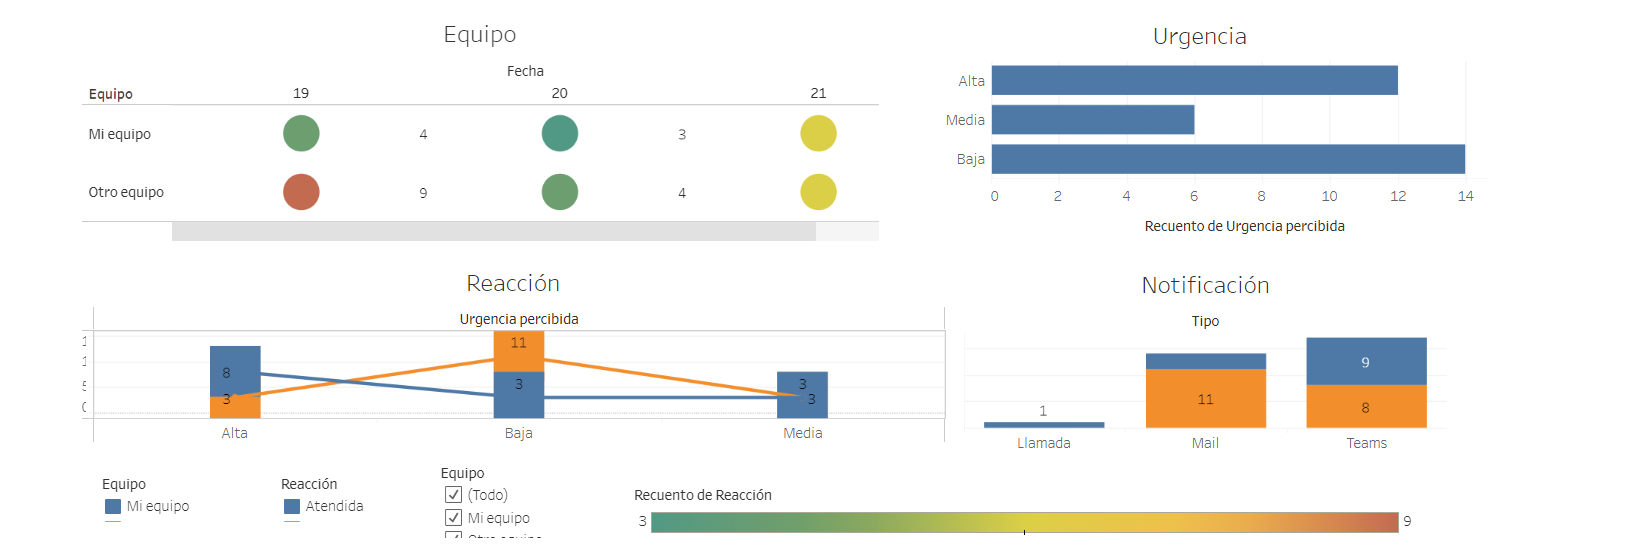 Equipo
Fecha
Equipo 19 20 21
Mi equipo 4 3
Otro equipo 9 4
Urgencia
Alta
Media
Baja
0 2 4 6 8 10 12 14
Recuento de Urgencia percibida
Reacción
Urgencia percibida
11
8
3
3
3
3
5
0
Alta Baja Media
Notificación
Tipo
9
1
11
8
Llamada Mail Teams
Equipo
Mi equipo
Reacción
Atendida
Equipo
(Todo)
Mi equipo
Otro equipo
Recuento de Reacción
3 9